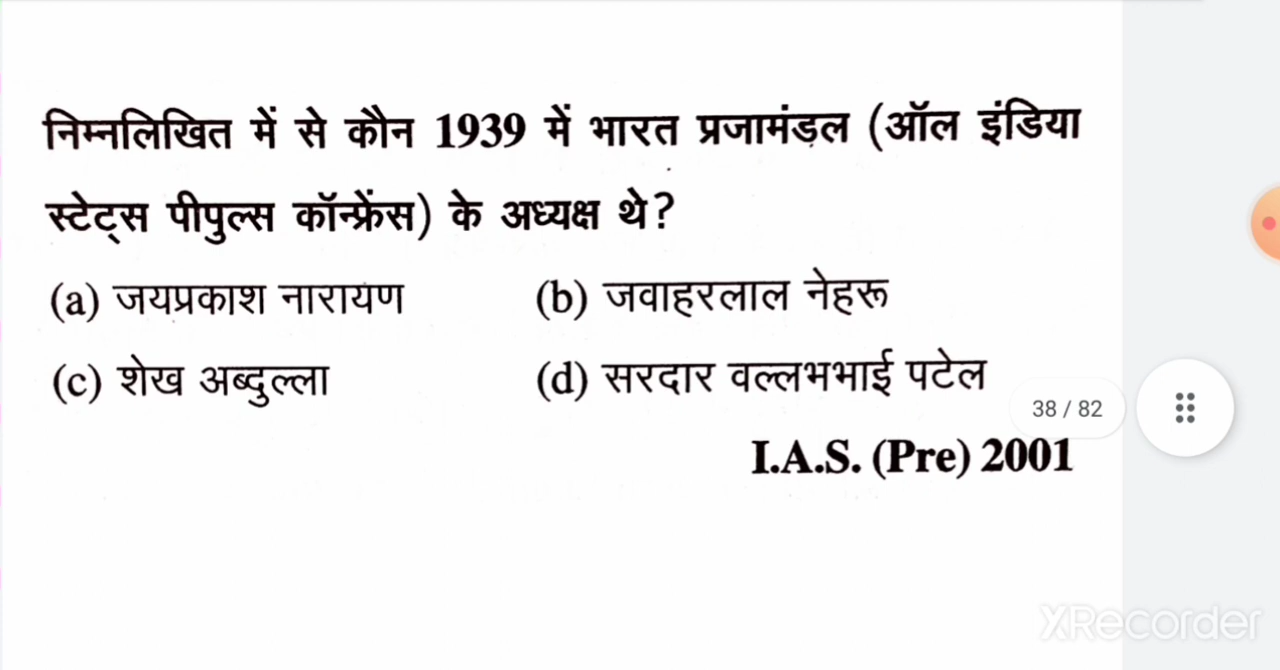 निम्नलिखित में से कौन 1939 में भारत प्रजामंडल (ऑल इंडिया
स्टेट्स पीपुल्स कॉन्फ्रेंस) के अध्यक्ष थे?
(a) जयप्रकाश नारायण (b) जवाहरलाल नेहरू
(c) शेख अब्दुल्ला (d) सरदार वल्लभभाई पटेल
38 / 82
I.A.S. (Pre) 2001
XRecorder